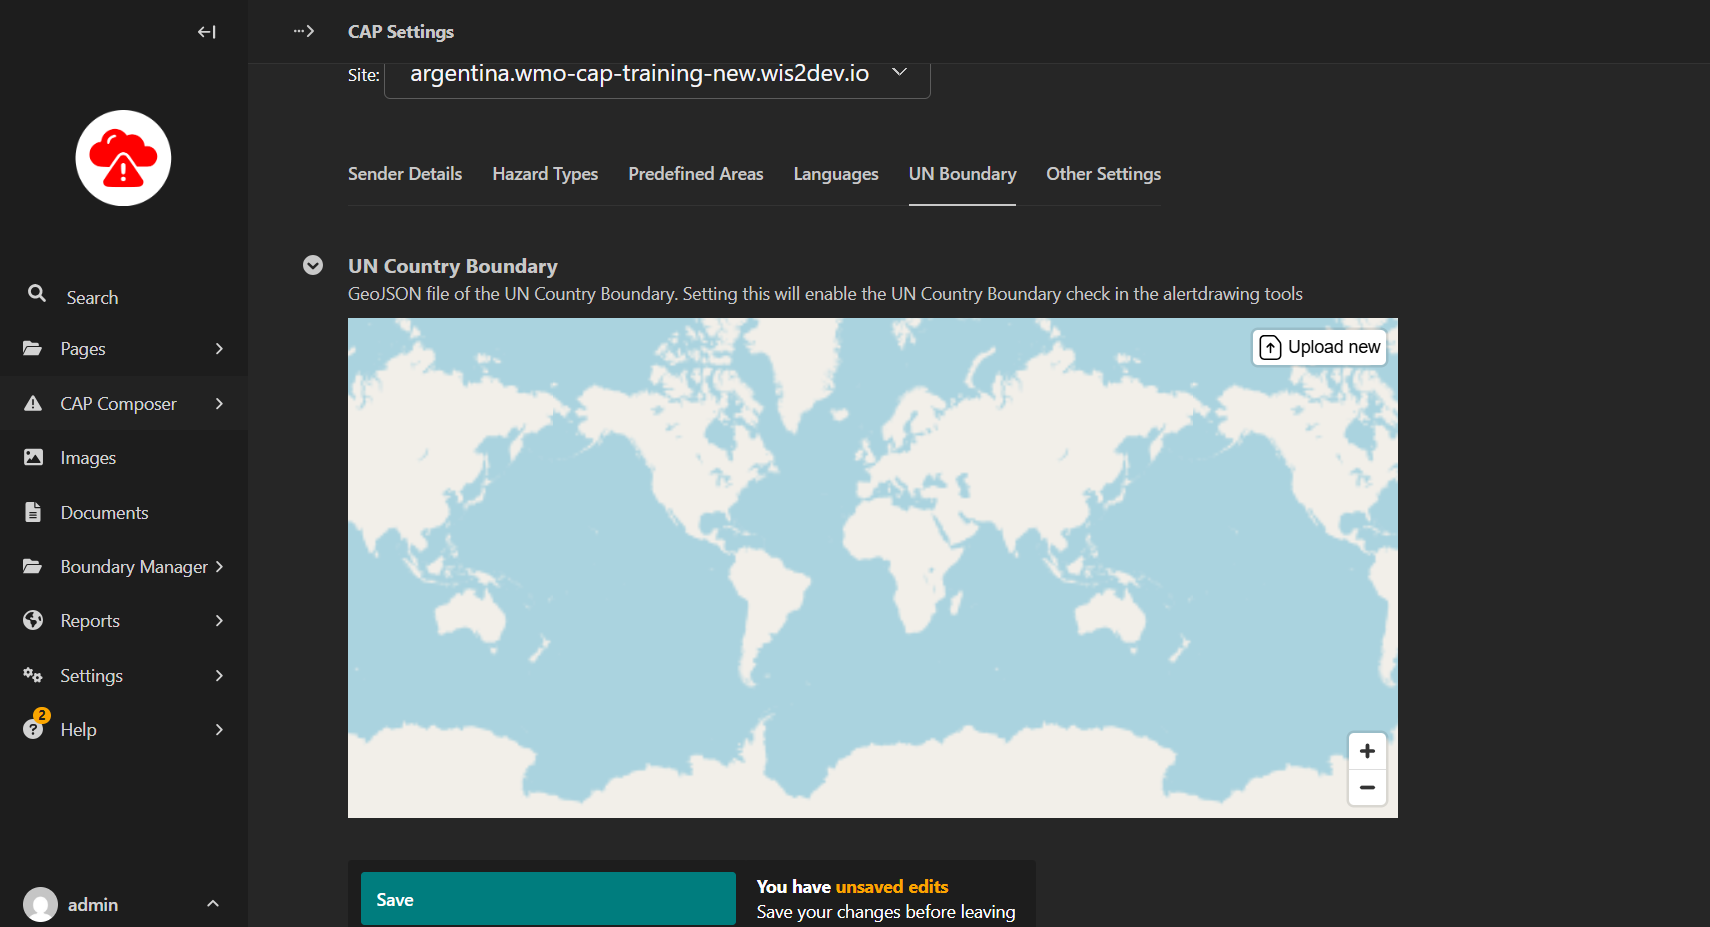 CAP Settings
Site: argentina.wmo-cap-training-new.wis2dev.io
Sender Details Hazard Types Predefined Areas Languages UN Boundary Other Settings
UN Country Boundary
GeoJSON file of the UN Country Boundary. Setting this will enable the UN Country Boundary check in the alertdrawing tools
Upload new
+
−
Save
You have unsaved edits
Save your changes before leaving
Search
Pages
CAP Composer
Images
Documents
Boundary Manager
Reports
Settings
2
Help
admin